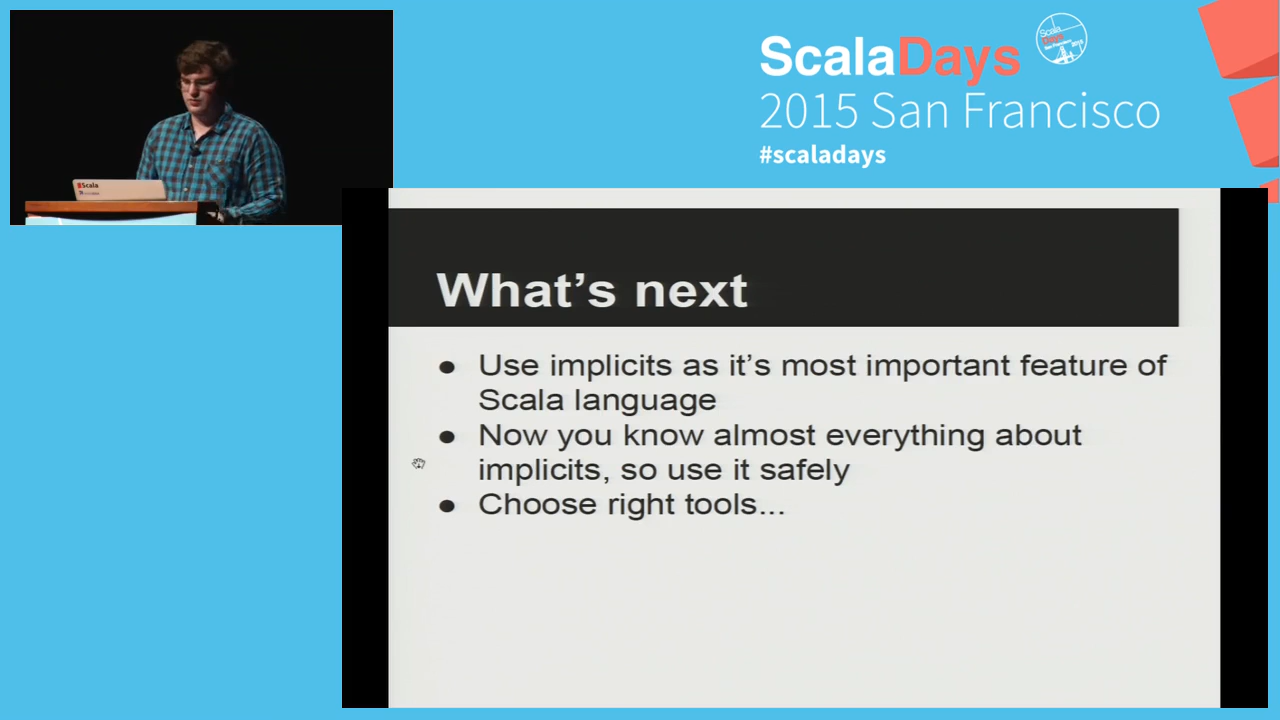 ScalaDays
2015 San Francisco
#scaladays
Scala
What's next
● Use implicits as it's most important feature of
Scala language
● Now you know almost everything about
implicits, so use it safely
● Choose right tools...